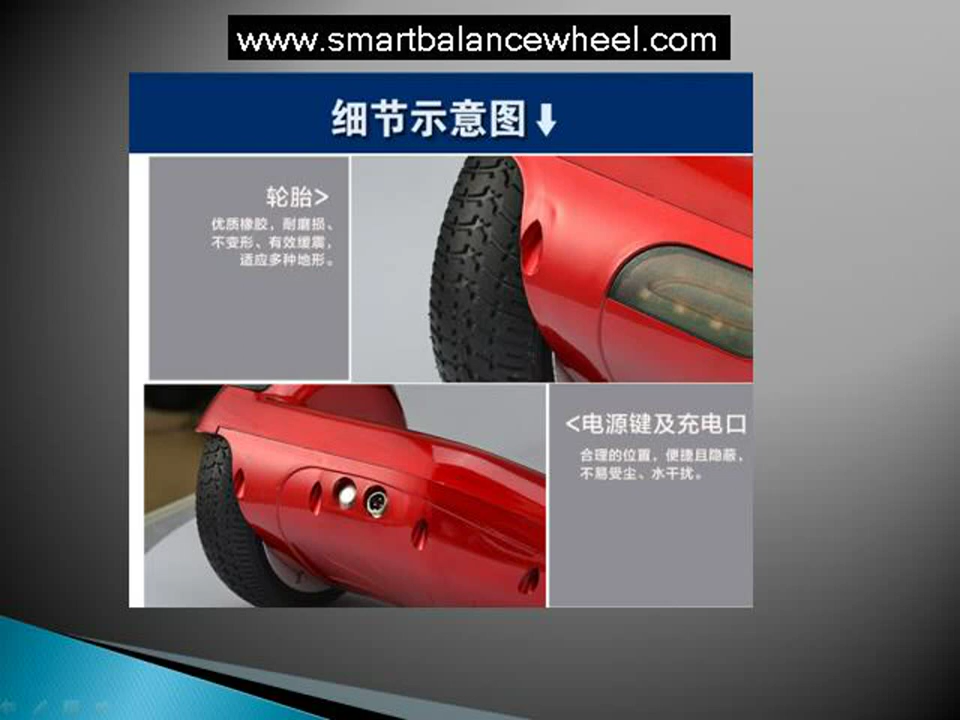 www.smartbalancewheel.com
细节示意图⬇
轮胎>
优质橡胶，耐磨损、
不变形、有效缓震，
适应多种地形。
<电源键及充电口
合理的位置，便捷且隐蔽，
不易受尘、水干扰。